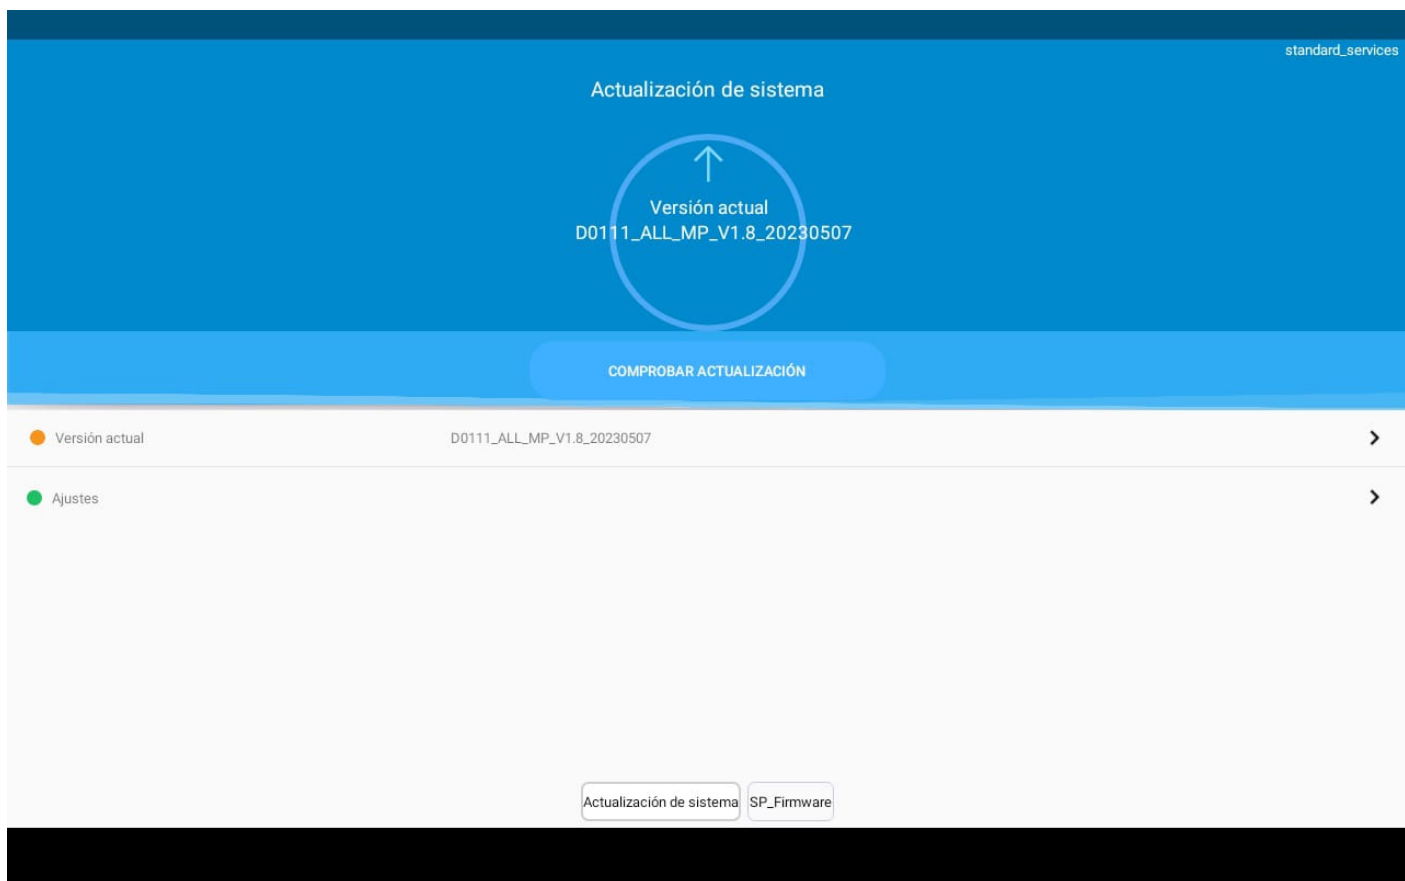 standard_services
Actualización de sistema
Versión actual
D0111_ALL_MP_V1.8_20230507
COMPROBAR ACTUALIZACIÓN
Versión actual D0111_ALL_MP_V1.8_20230507
Ajustes
Actualización de sistema SP_Firmware